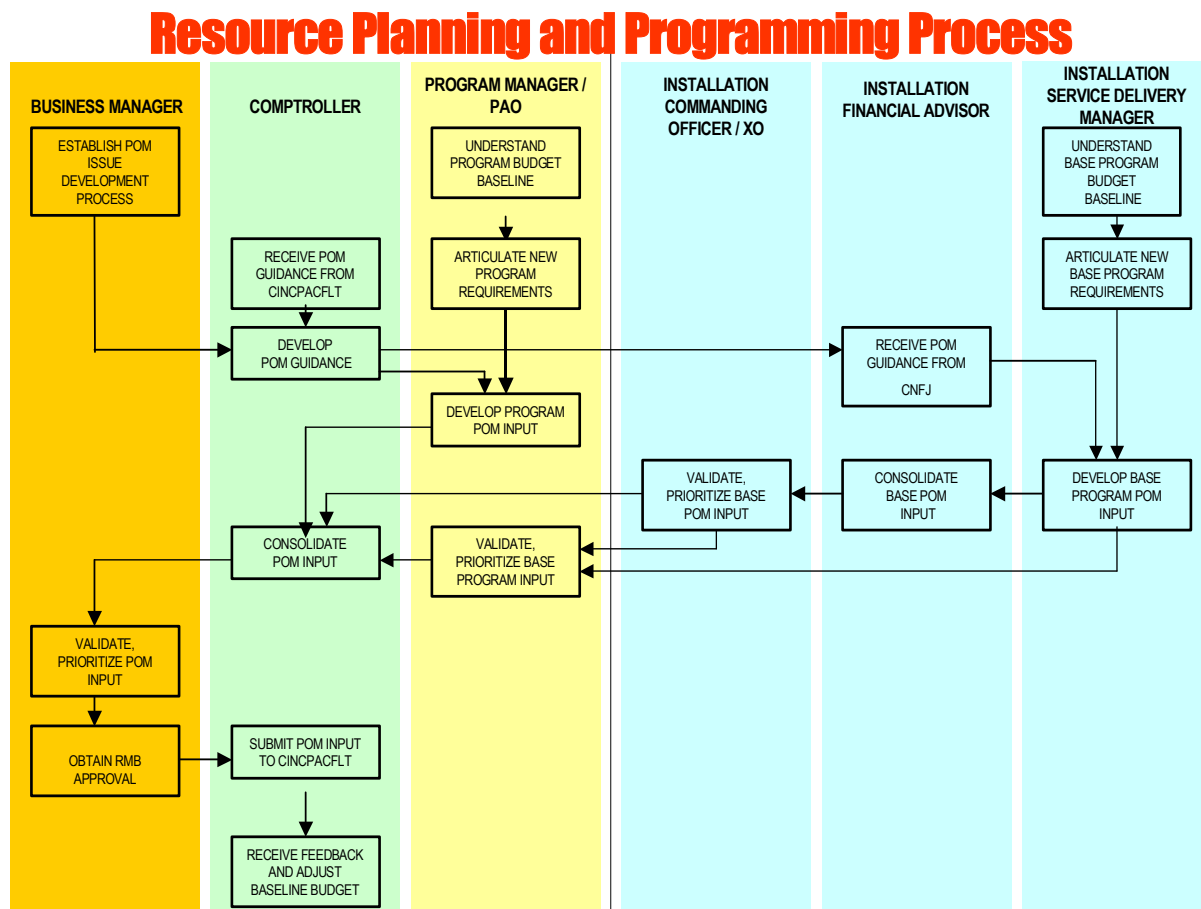 Resource Planning and Programming Process
BUSINESS MANAGER
ESTABLISH POM
ISSUE
DEVELOPMENT
PROCESS
VALIDATE,
PRIORITIZE POM
INPUT
OBTAIN RMB
APPROVAL
COMPTROLLER
RECEIVE POM
GUIDANCE FROM
CINCPACFLT
DEVELOP
POM GUIDANCE
CONSOLIDATE
POM INPUT
SUBMIT POM INPUT
TO CINCPACFLT
RECEIVE FEEDBACK
AND ADJUST
BASELINE BUDGET
PROGRAM MANAGER /
PAO
UNDERSTAND
PROGRAM BUDGET
BASELINE
ARTICULATE NEW
PROGRAM
REQUIREMENTS
DEVELOP PROGRAM
POM INPUT
VALIDATE,
PRIORITIZE BASE
PROGRAM INPUT
INSTALLATION
COMMANDING
OFFICER / XO
VALIDATE,
PRIORITIZE BASE
POM INPUT
INSTALLATION
FINANCIAL ADVISOR
RECEIVE POM
GUIDANCE FROM
CNFJ
CONSOLIDATE
BASE POM
INPUT
INSTALLATION
SERVICE DELIVERY
MANAGER
UNDERSTAND
BASE PROGRAM
BUDGET
BASELINE
ARTICULATE NEW
BASE PROGRAM
REQUIREMENTS
DEVELOP BASE
PROGRAM POM
INPUT